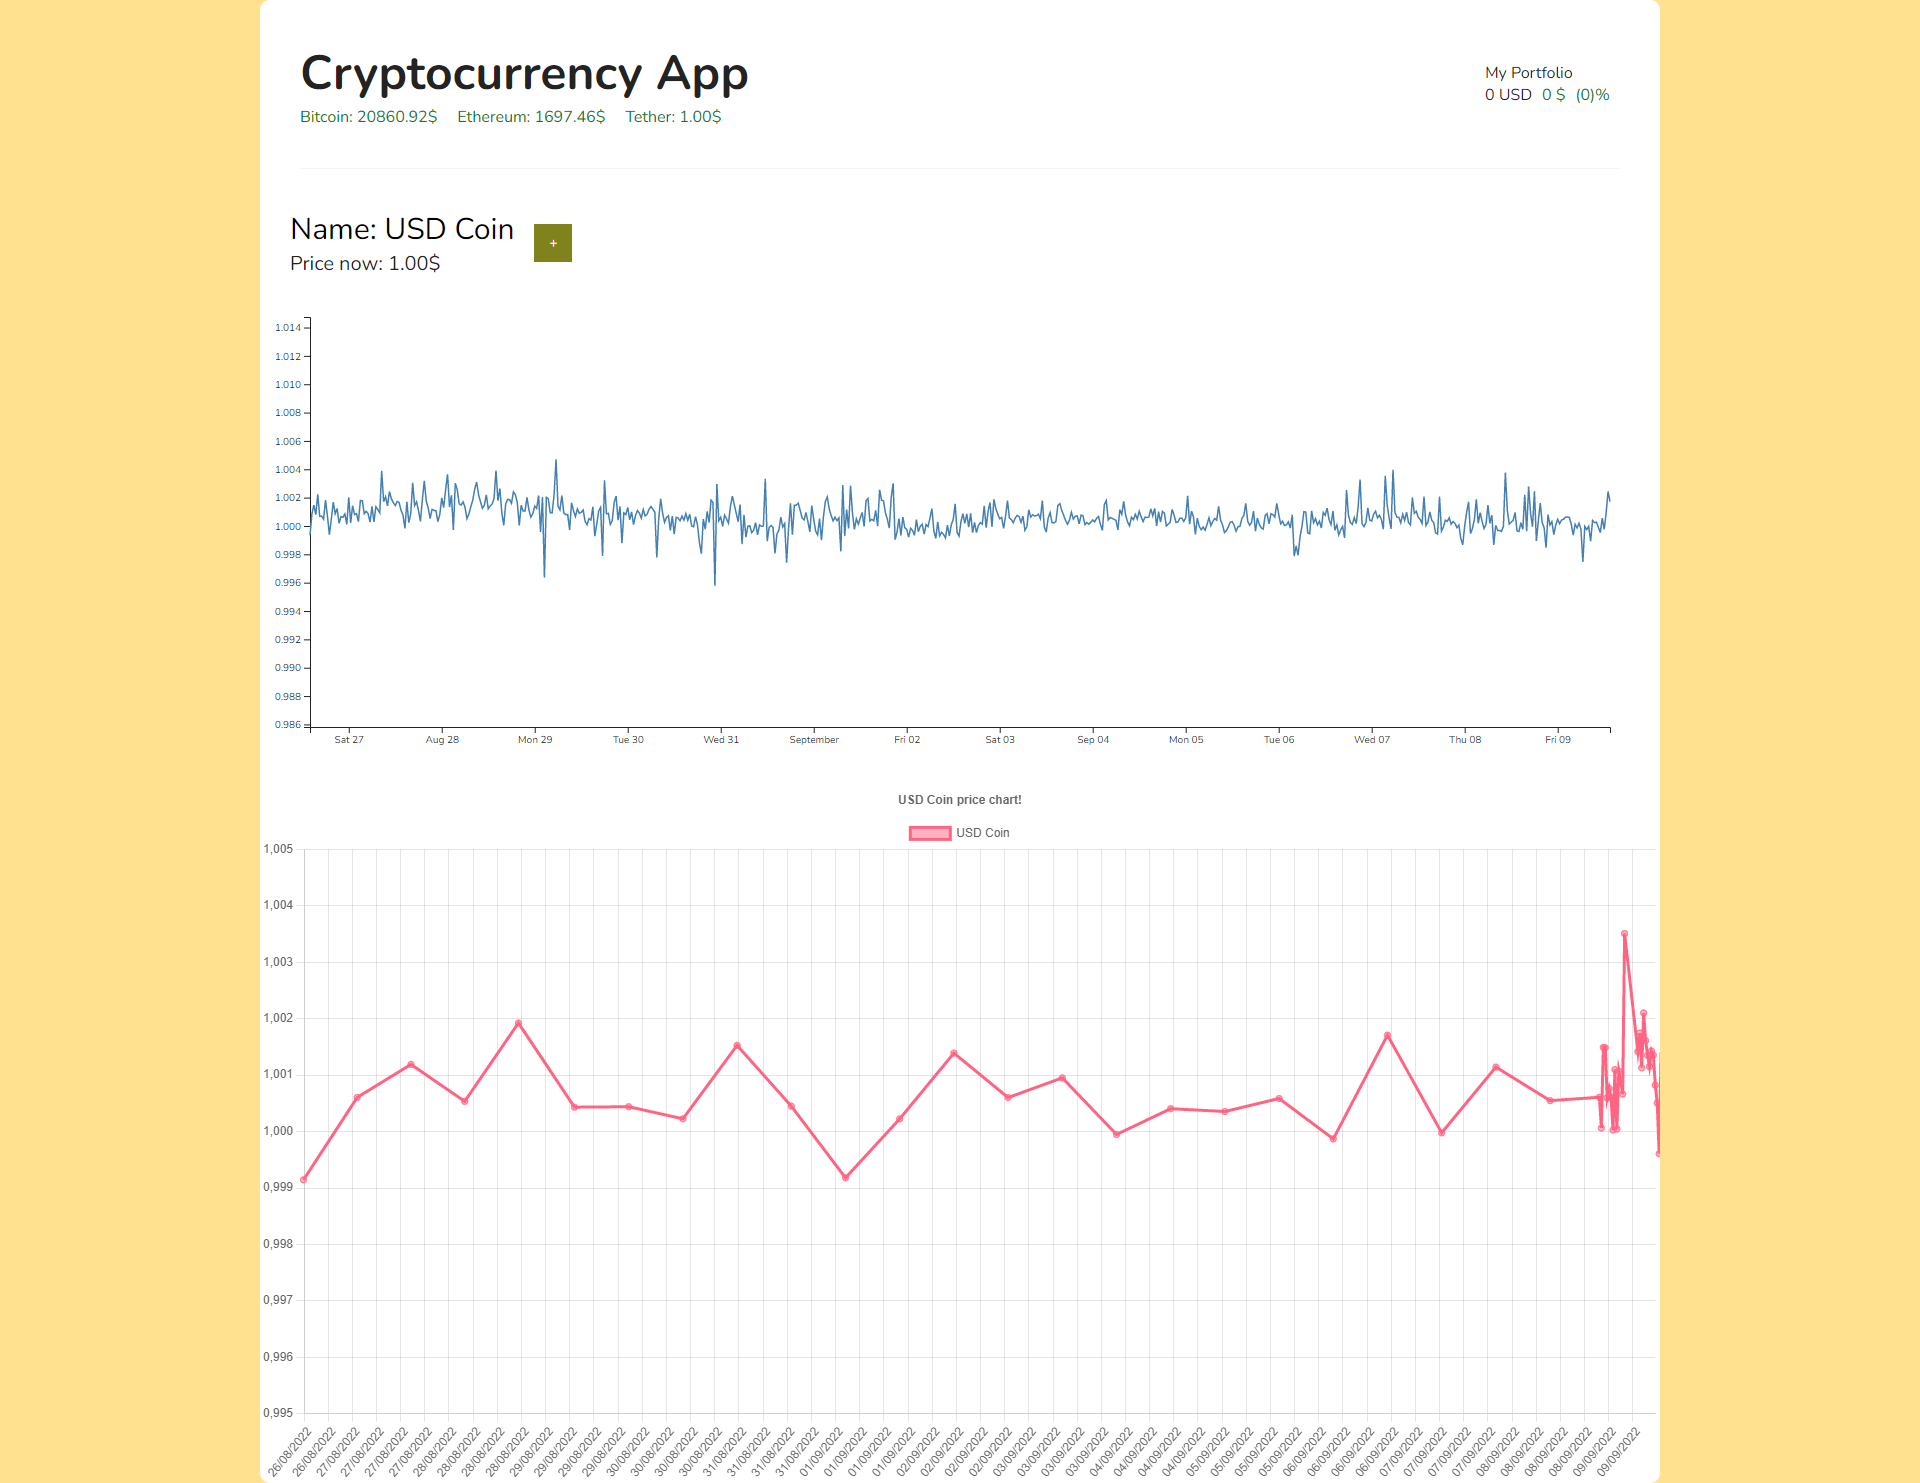 Cryptocurrency App
Bitcoin: 20860.92$ Ethereum: 1697.46$ Tether: 1.00$
My Portfolio
0 USD 0 $ (0)%
Name: USD Coin
+
Price now: 1.00$
1.014
1.012
1.010
1.008
1.006
1.004
1.002
1.000
0.998
0.996
0.994
0.992
0.990
0.988
0.986
Sat 27 Aug 28 Mon 29 Tue 30 Wed 31 September Fri 02 Sat 03 Sep 04 Mon 05 Tue 06 Wed 07 Thu 08 Fri 09
USD Coin price chart!
USD Coin
1,005
1,004
1,003
1,002
1,001
1,000
0,999
0,998
0,997
0,996
0,995
26/08/2022 26/08/2022 27/08/2022 27/08/2022 27/08/2022 27/08/2022 28/08/2022 28/08/2022 28/08/2022 28/08/2022 29/08/2022 29/08/2022 29/08/2022 29/08/2022 30/08/2022 30/08/2022 30/08/2022 30/08/2022 31/08/2022 31/08/2022 31/08/2022 31/08/2022 01/09/2022 01/09/2022 01/09/2022 02/09/2022 02/09/2022 02/09/2022 02/09/2022 03/09/2022 03/09/2022 03/09/2022 03/09/2022 04/09/2022 04/09/2022 04/09/2022 04/09/2022 05/09/2022 05/09/2022 05/09/2022 05/09/2022 06/09/2022 06/09/2022 06/09/2022 06/09/2022 07/09/2022 07/09/2022 07/09/2022 07/09/2022 08/09/2022 08/09/2022 08/09/2022 08/09/2022 09/09/2022 09/09/2022